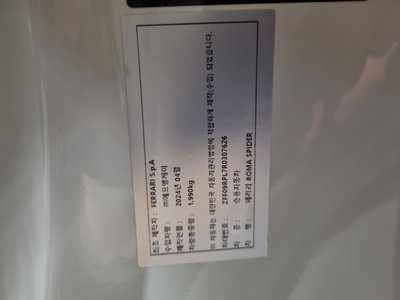 최초 제작자 : FERRARI S.p.A
수입자명 : ㈜에프엠케이
제작연월 : 2024년 04월
차량총중량 : 1,990kg
이 자동차는 대한민국 자동차관리법령에 적합하게 제작(수입) 되었습니다.
차대번호 : ZFF09RPL7R0307626
차 종 : 승용자동차
차 명 : 페라리 ROMA SPIDER